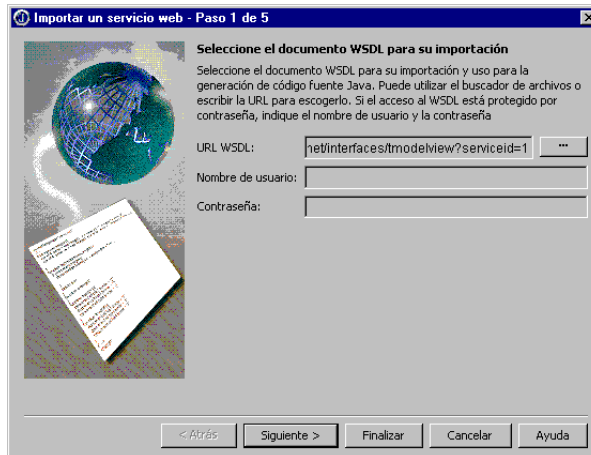 Importar un servicio web - Paso 1 de 5
Seleccione el documento WSDL para su importación
Seleccione el documento WSDL para su importación y uso para la
generación de código fuente Java. Puede utilizar el buscador de archivos o
escribir la URL para escogerlo. Si el acceso al WSDL está protegido por
contraseña, indique el nombre de usuario y la contraseña
URL WSDL:
net/interfaces/tmodelview?serviceid=1
...
Nombre de usuario:
Contraseña:
< Atrás
Siguiente >
Finalizar
Cancelar
Ayuda